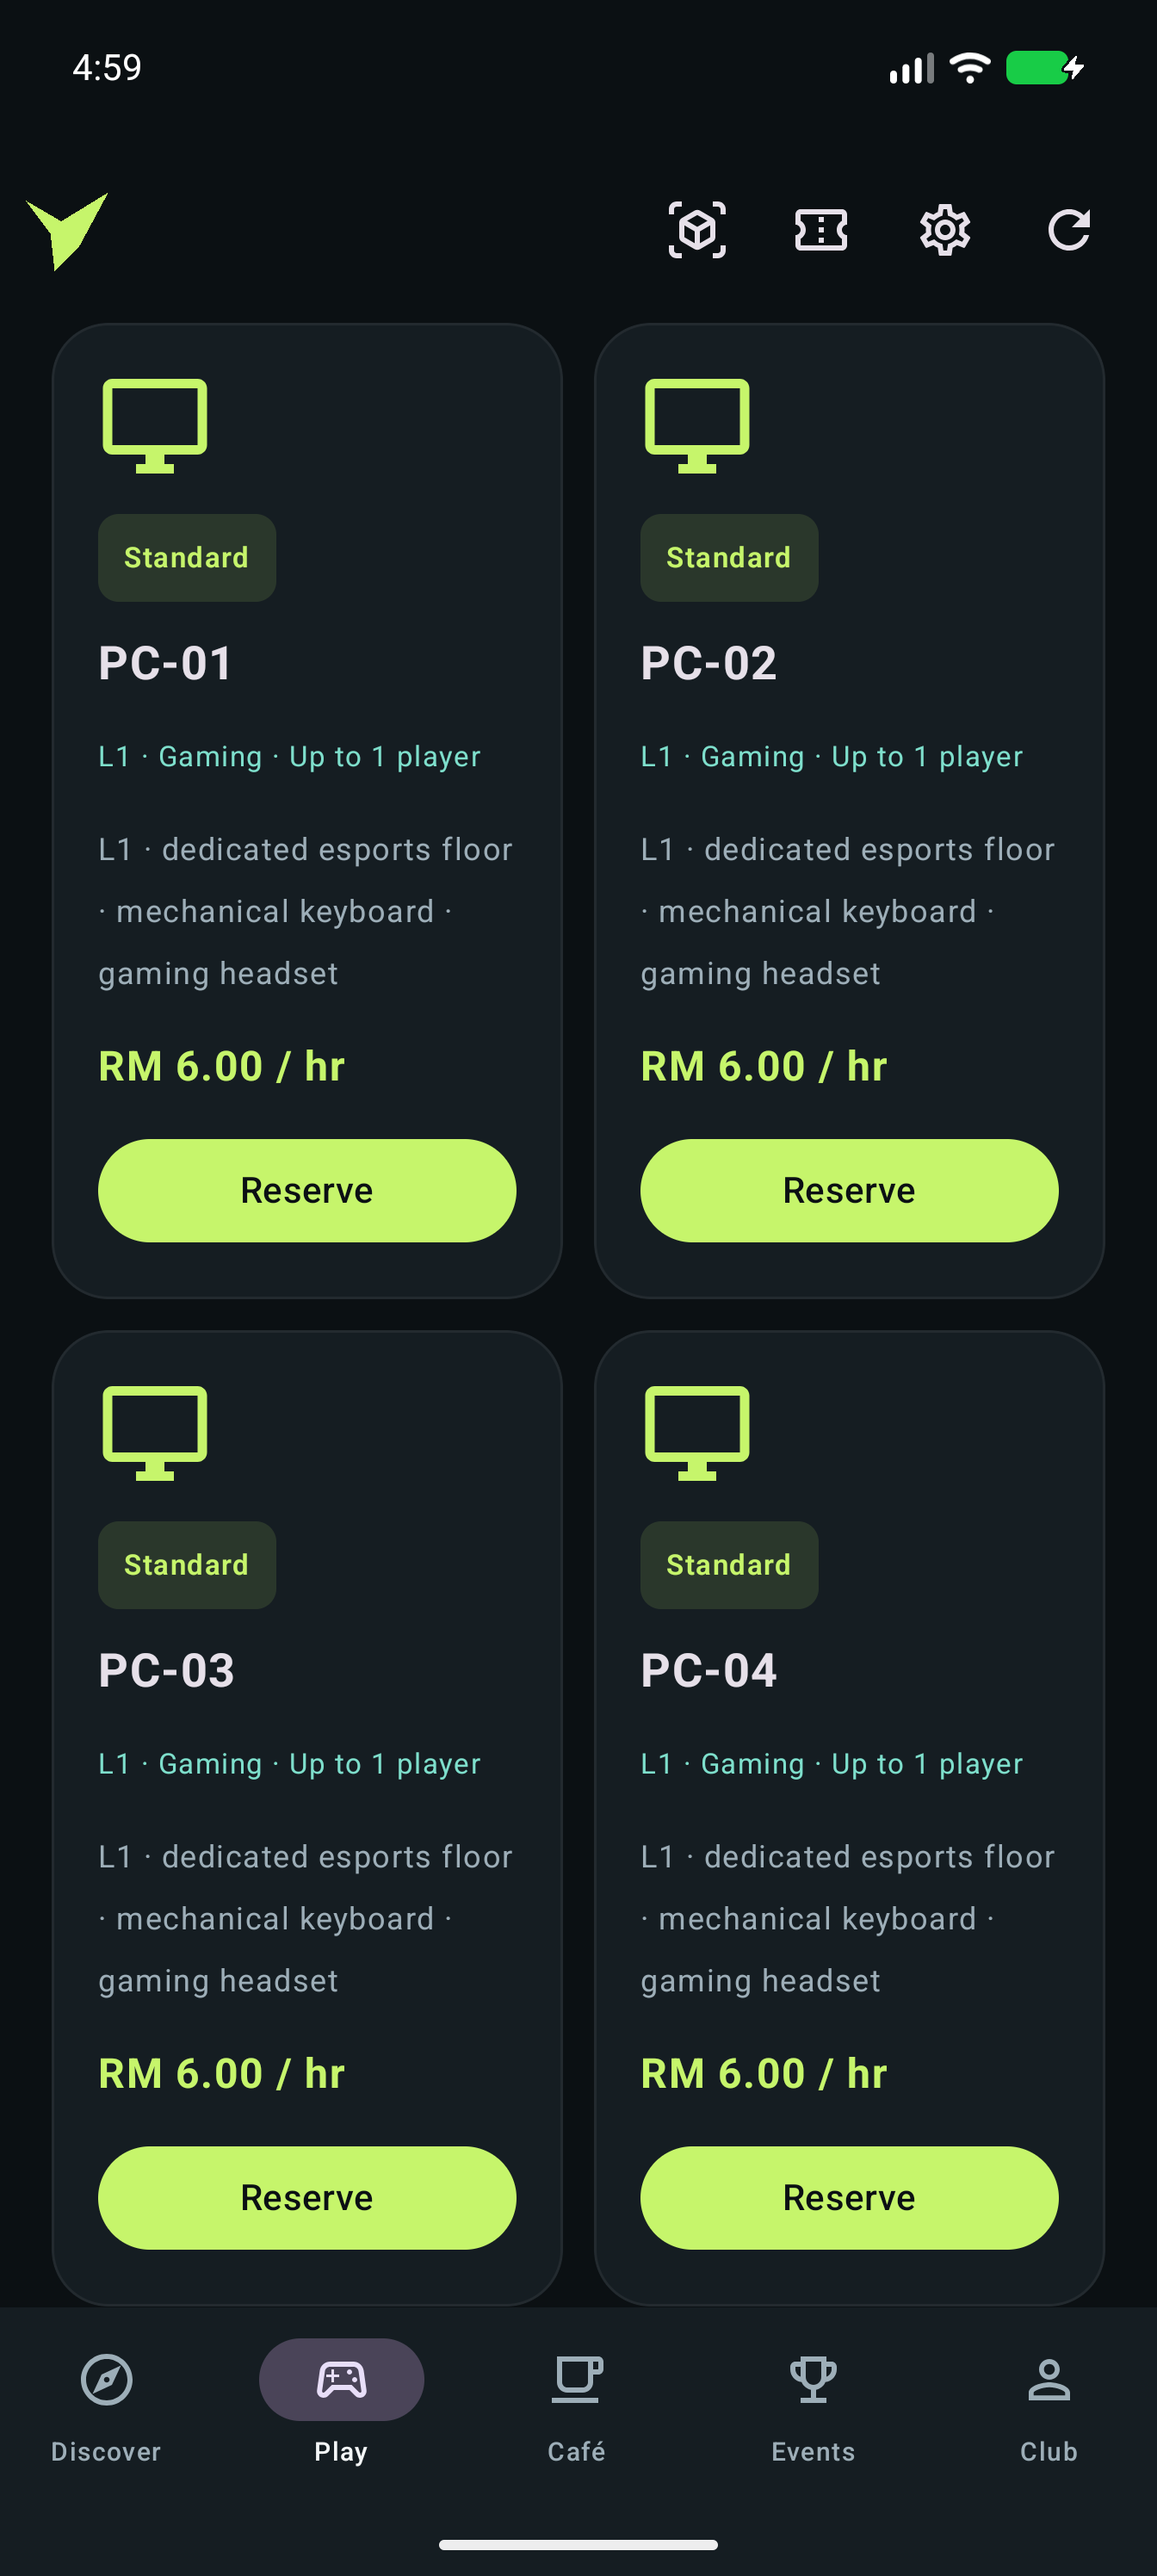 4:59
Standard
PC-01
L1 · Gaming · Up to 1 player
L1 · dedicated esports floor
· mechanical keyboard ·
gaming headset
RM 6.00 / hr
Reserve
Standard
PC-02
L1 · Gaming · Up to 1 player
L1 · dedicated esports floor
· mechanical keyboard ·
gaming headset
RM 6.00 / hr
Reserve
Standard
PC-03
L1 · Gaming · Up to 1 player
L1 · dedicated esports floor
· mechanical keyboard ·
gaming headset
RM 6.00 / hr
Reserve
Standard
PC-04
L1 · Gaming · Up to 1 player
L1 · dedicated esports floor
· mechanical keyboard ·
gaming headset
RM 6.00 / hr
Reserve
Discover
Play
Café
Events
Club